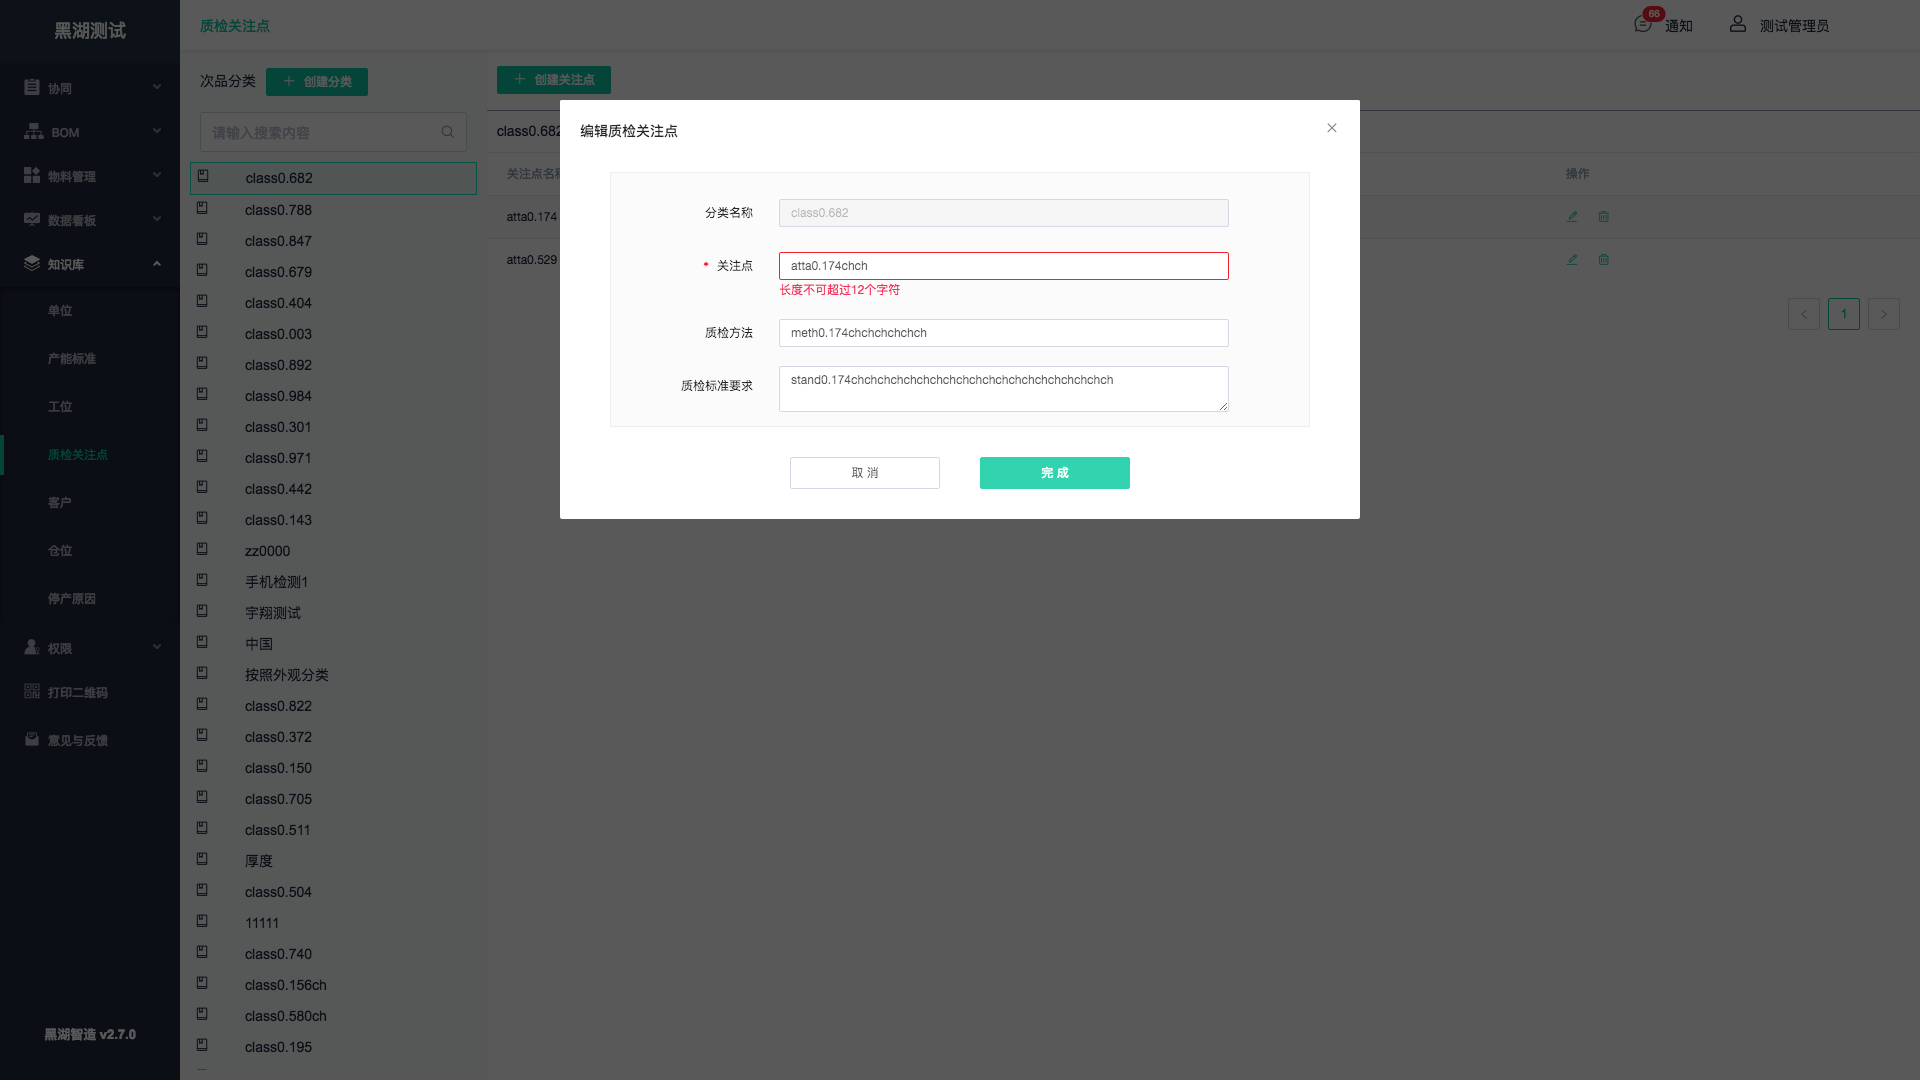 黑湖测试
质检关注点
66
通知
测试管理员
协同
BOM
物料管理
数据看板
知识库
单位
产能标准
工位
质检关注点
客户
仓位
停产原因
权限
打印二维码
意见与反馈
黑湖智造 v2.7.0
次品分类
创建分类
请输入搜索内容
class0.682
class0.788
class0.847
class0.679
class0.404
class0.003
class0.892
class0.984
class0.301
class0.971
class0.442
class0.143
zz0000
手机检测1
宇翔测试
中国
按照外观分类
class0.822
class0.372
class0.150
class0.705
class0.511
厚度
class0.504
11111
class0.740
class0.156ch
class0.580ch
class0.195
创建关注点
class0.682
关注点名称
操作
atta0.174
atta0.529
1
编辑质检关注点
分类名称
class0.682
* 关注点
atta0.174chch
长度不可超过12个字符
质检方法
meth0.174chchchchchch
质检标准要求
stand0.174chchchchchchchchchchchchchchchchchchchch
取 消
完 成